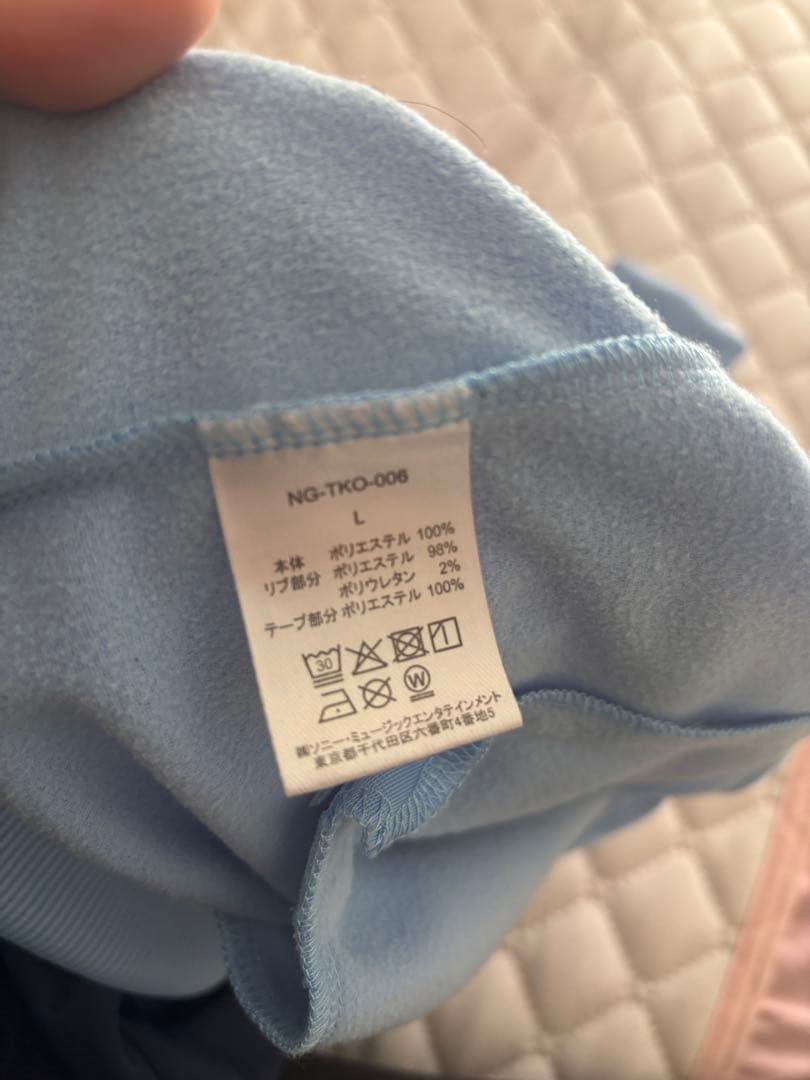 NG-TKO-006
L
本体 ポリエステル 100%
リブ部分 ポリエステル 98%
ポリウレタン 2%
テープ部分 ポリエステル 100%
30
W
㈱ソニー・ミュージックエンタテインメント
東京都千代田区六番町4番地5